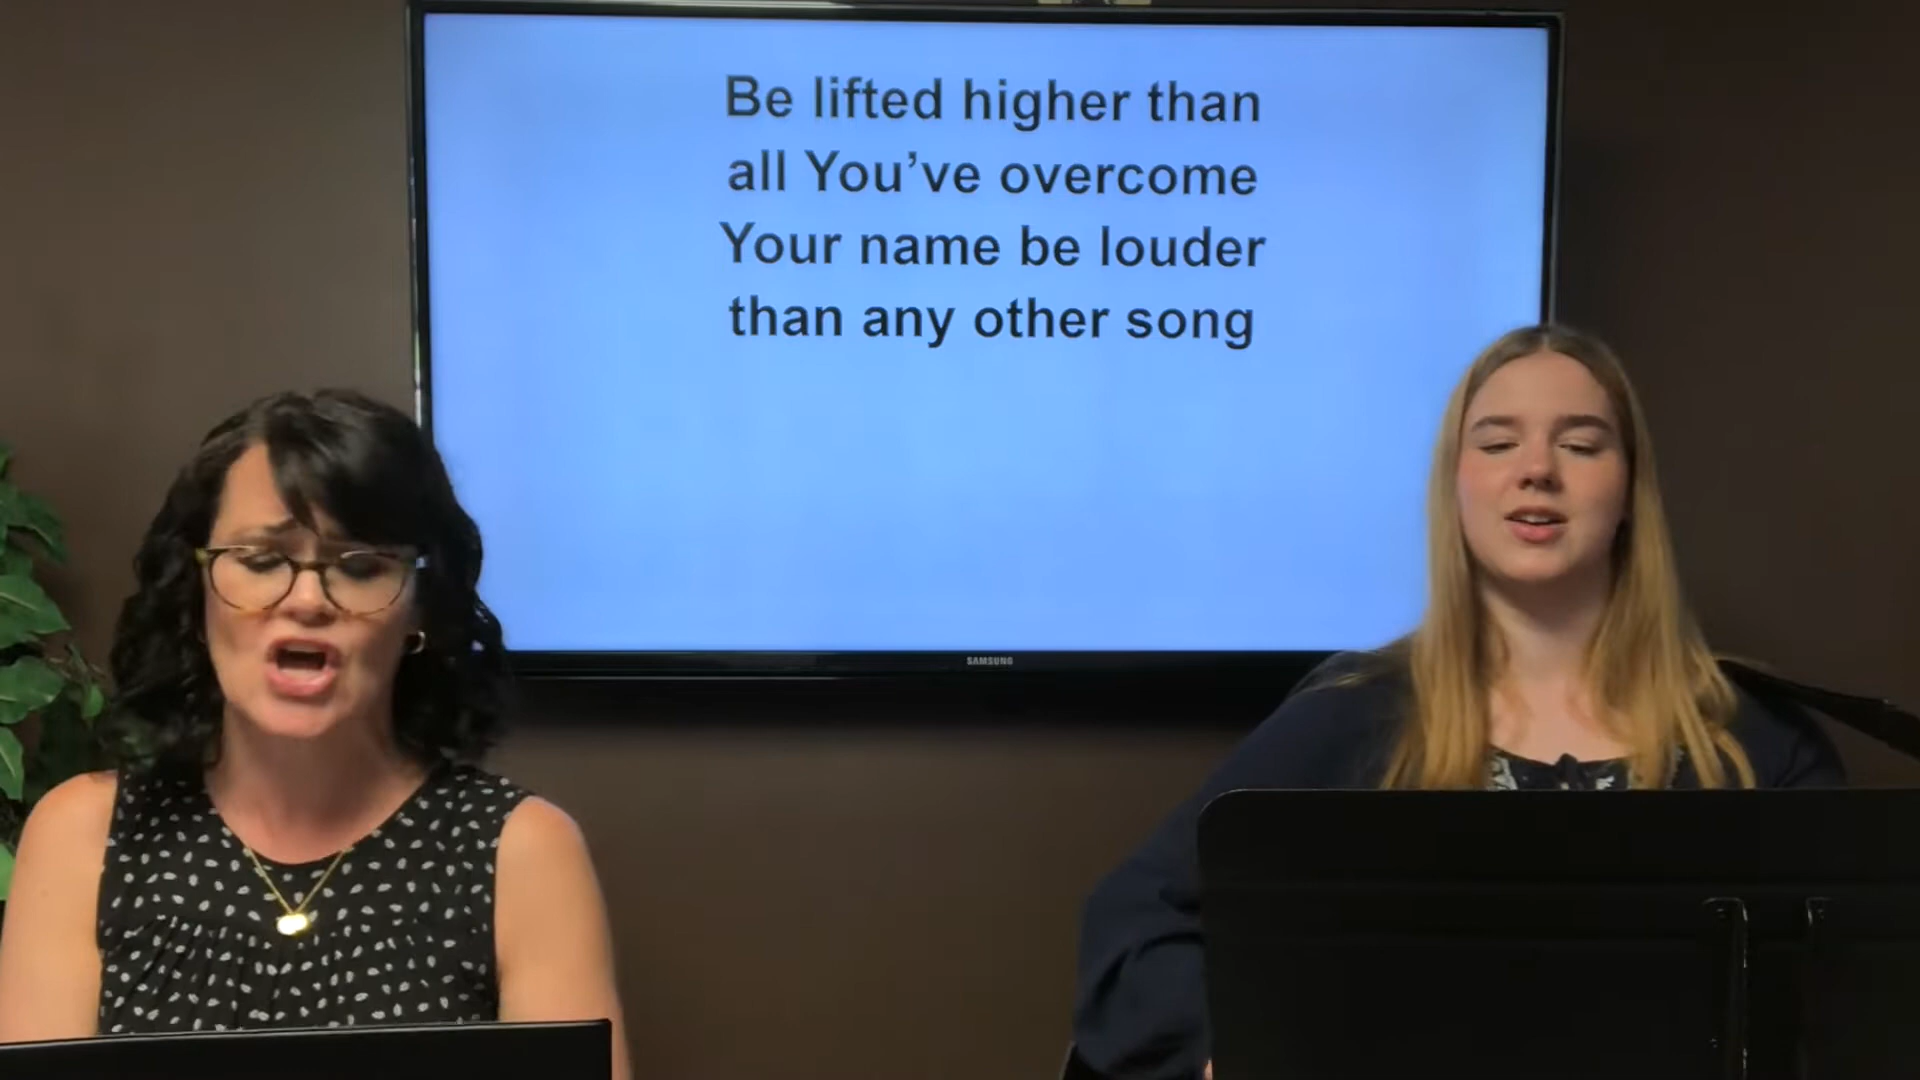 Be lifted higher than
all You’ve overcome
Your name be louder
than any other song
SAMSUNG